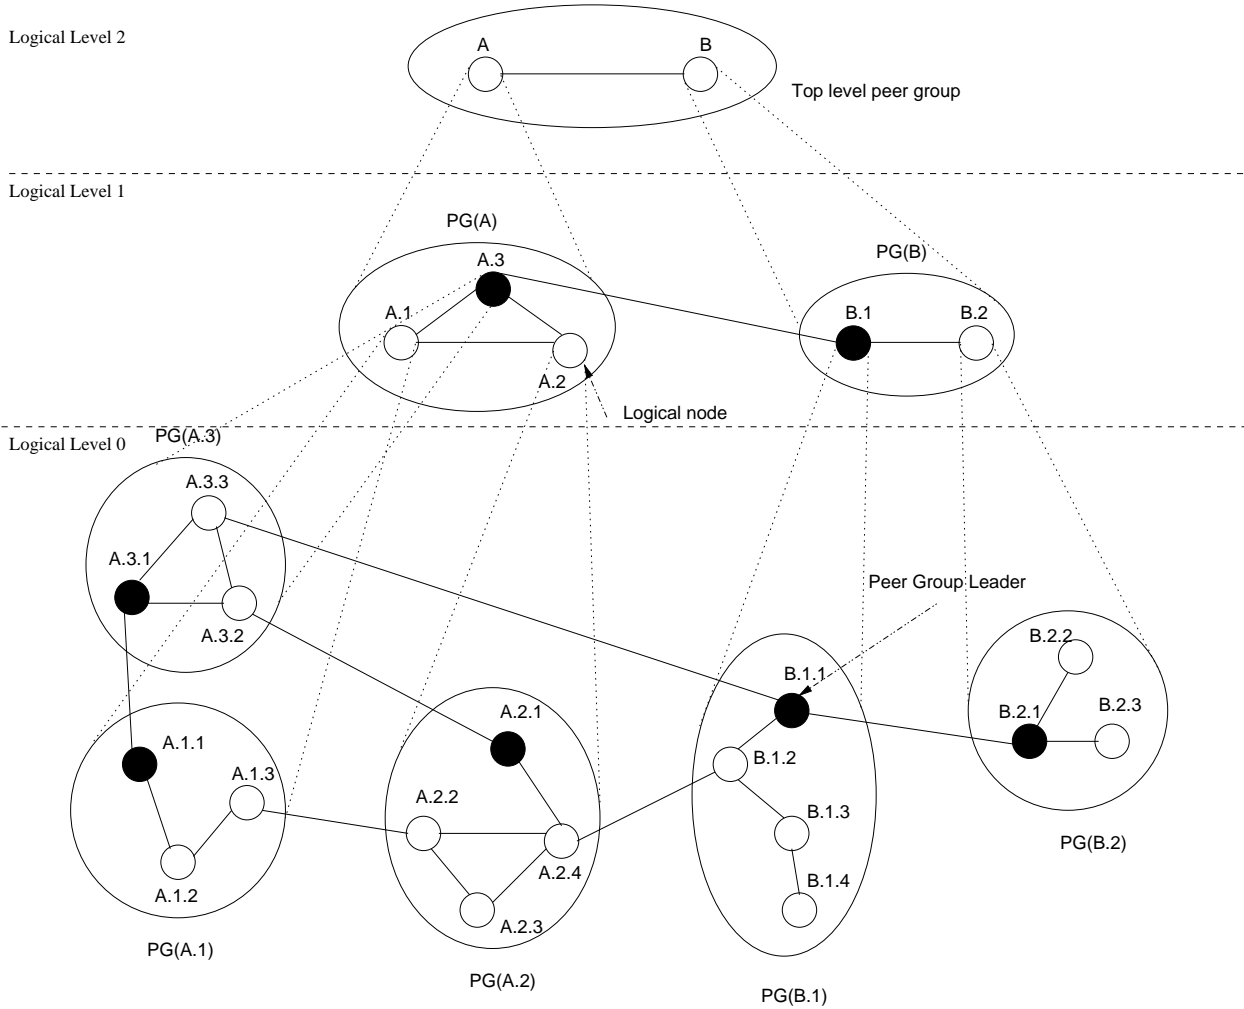 Logical Level 2
A
B
Top level peer group
Logical Level 1
PG(A)
PG(B)
A.3
A.1
A.2
B.1
B.2
Logical node
Logical Level 0
PG(A.3)
A.3.3
A.3.1
A.3.2
Peer Group Leader
B.2.2
B.1.1
B.2.1
B.2.3
A.2.1
A.1.1
B.1.2
A.1.3
A.2.2
B.1.3
A.2.4
B.1.4
A.1.2
A.2.3
PG(B.2)
PG(A.1)
PG(A.2)
PG(B.1)